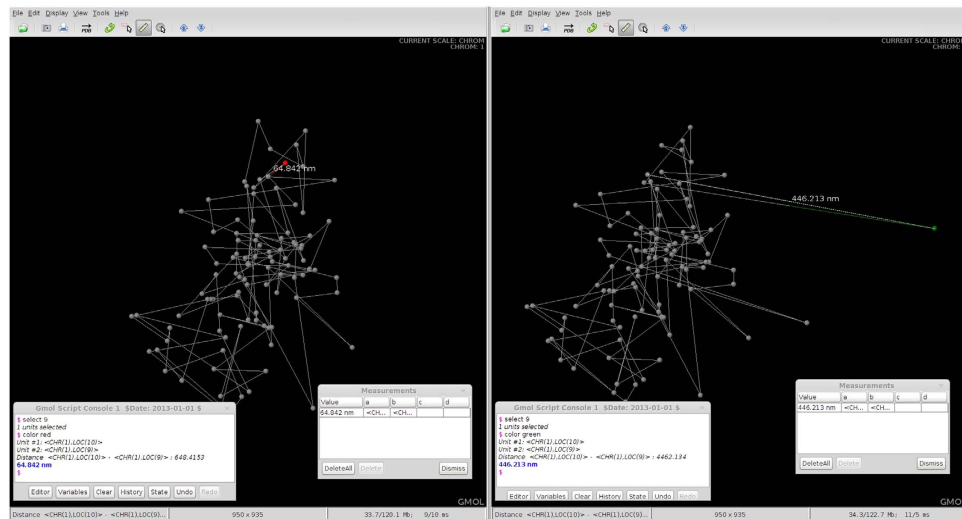 File Edit Display View Tools Help
PDB
CURRENT SCALE: CHROM
CHROM: 1
64.842 nm
Gmol Script Console 1 $Date: 2013-01-01 $
$ select 9
1 units selected
$ color red
Unit #1: <CHR(1).LOC(10)>
Unit #2: <CHR(1).LOC(9)>
Distance <CHR(1).LOC(10)> - <CHR(1).LOC(9)> : 648.4153
64.842 nm
$
Editor Variables Clear History State Undo Redo
Measurements
Value a b c d
64.842 nm <CH... <CH...
DeleteAll Delete Dismiss
GMOL
Distance <CHR(1).LOC(10)> - <CHR(1).LOC(9)... 950 x 935 33.7/120.1 Mb; 9/10 ms
File Edit Display View Tools Help
PDB
CURRENT SCALE: CHROM
CHROM:
446.213 nm
Gmol Script Console 1 $Date: 2013-01-01 $
$ select 9
1 units selected
$ color green
Unit #1: <CHR(1).LOC(10)>
Unit #2: <CHR(1).LOC(9)>
Distance <CHR(1).LOC(10)> - <CHR(1).LOC(9)> : 4462.134
446.213 nm
$
Editor Variables Clear History State Undo Redo
Measurements
Value a b c d
446.213 nm <CH... <CH...
DeleteAll Delete Dismiss
GMOL
Distance <CHR(1).LOC(10)> - <CHR(1).LOC(9)... 950 x 935 34.3/122.7 Mb; 11/5 ms